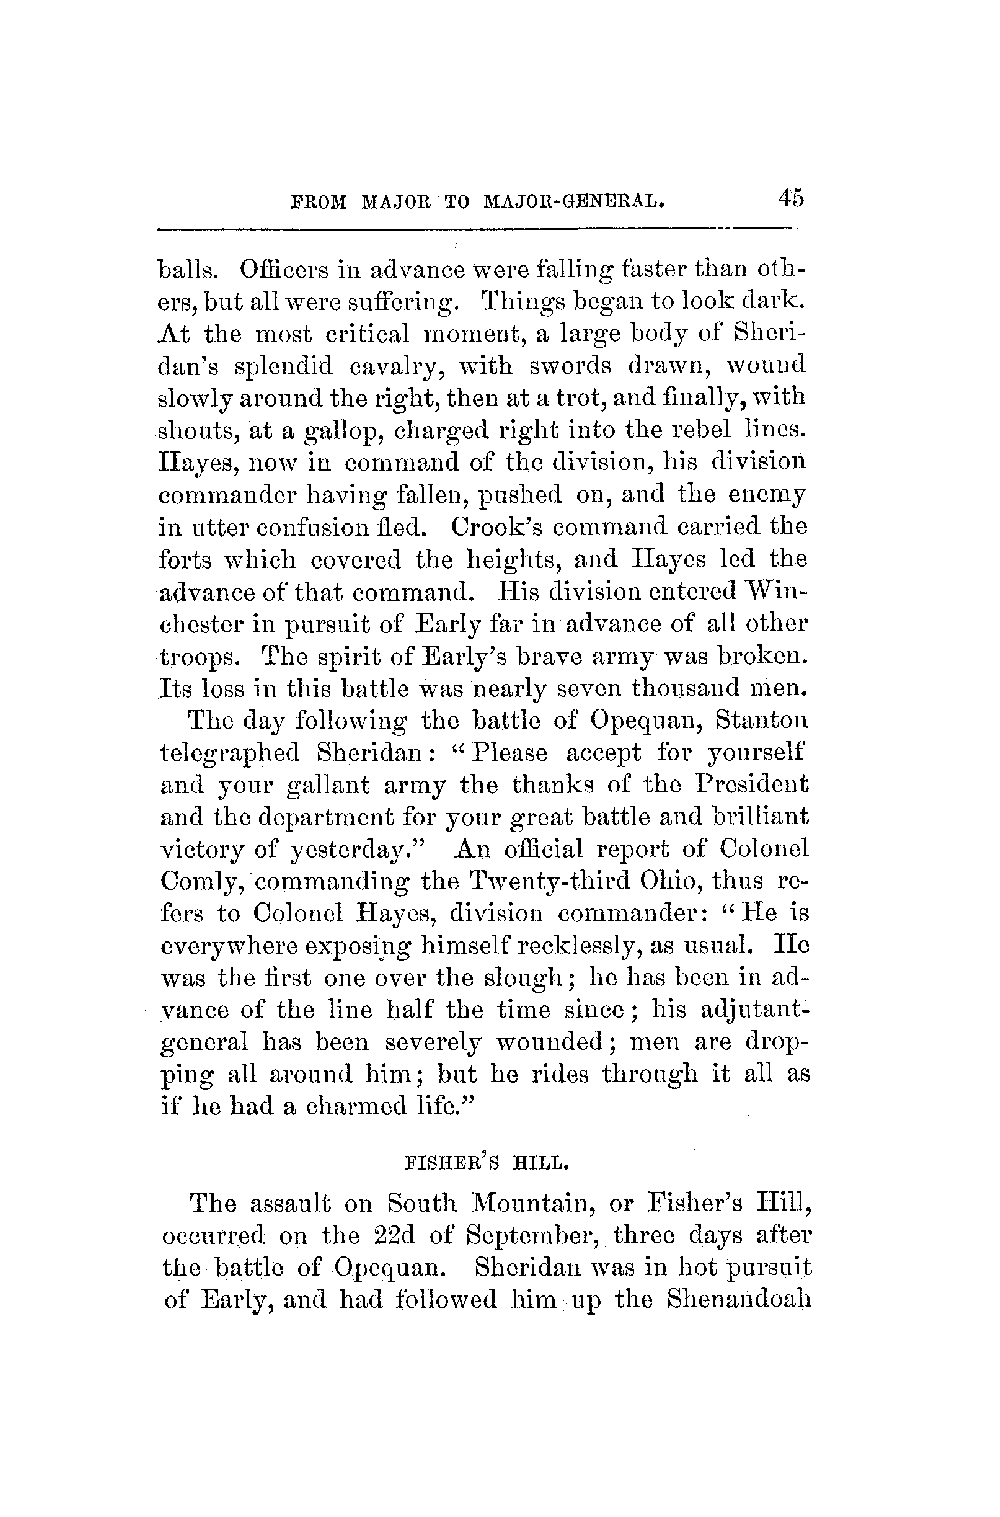 FROM MAJOR TO MAJOR-GENERAL. 45
balls. Officers in advance were falling faster than oth-
ers, but all were suffering. Things began to look dark.
At the most critical moment, a large body of Sheri-
dan's splendid cavalry, with swords drawn, wound
slowly around the right, then at a trot, and finally, with
shouts, at a gallop, charged right into the rebel lines.
Hayes, now in command of the division, his division
commander having fallen, pushed on, and the enemy
in utter confusion fled. Crook's command carried the
forts which covered the heights, and Hayes led the
advance of that command. His division entered Win-
chester in pursuit of Early far in advance of all other
troops. The spirit of Early's brave army was broken.
Its loss in this battle was nearly seven thousand men.
The day following the battle of Opequan, Stanton
telegraphed Sheridan: "Please accept for yourself
and your gallant army the thanks of the President
and the department for your great battle and brilliant
victory of yesterday." An official report of Colonel
Comly, commanding the Twenty-third Ohio, thus re-
fers to Colonel Hayes, division commander: "He is
everywhere exposing himself recklessly, as usual. He
was the first one over the slough; he has been in ad-
vance of the line half the time since; his adjutant-
general has been severely wounded; men are drop-
ping all around him; but he rides through it all as
if he had a charmed life."
FISHER'S HILL.
The assault on South Mountain, or Fisher's Hill,
occurred on the 22d of September, three days after
the battle of Opequan. Sheridan was in hot pursuit
of Early, and had followed him up the Shenandoah